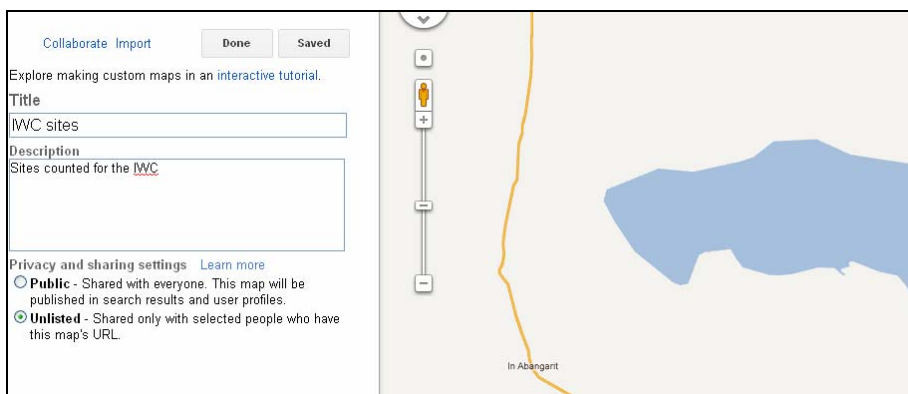 Collaborate Import Done Saved
Explore making custom maps in an interactive tutorial.
Title
IWC sites
Description
Sites counted for the IWC
Privacy and sharing settings Learn more
Public - Shared with everyone. This map will be
published in search results and user profiles.
Unlisted - Shared only with selected people who have
this map's URL.
In Abangarit